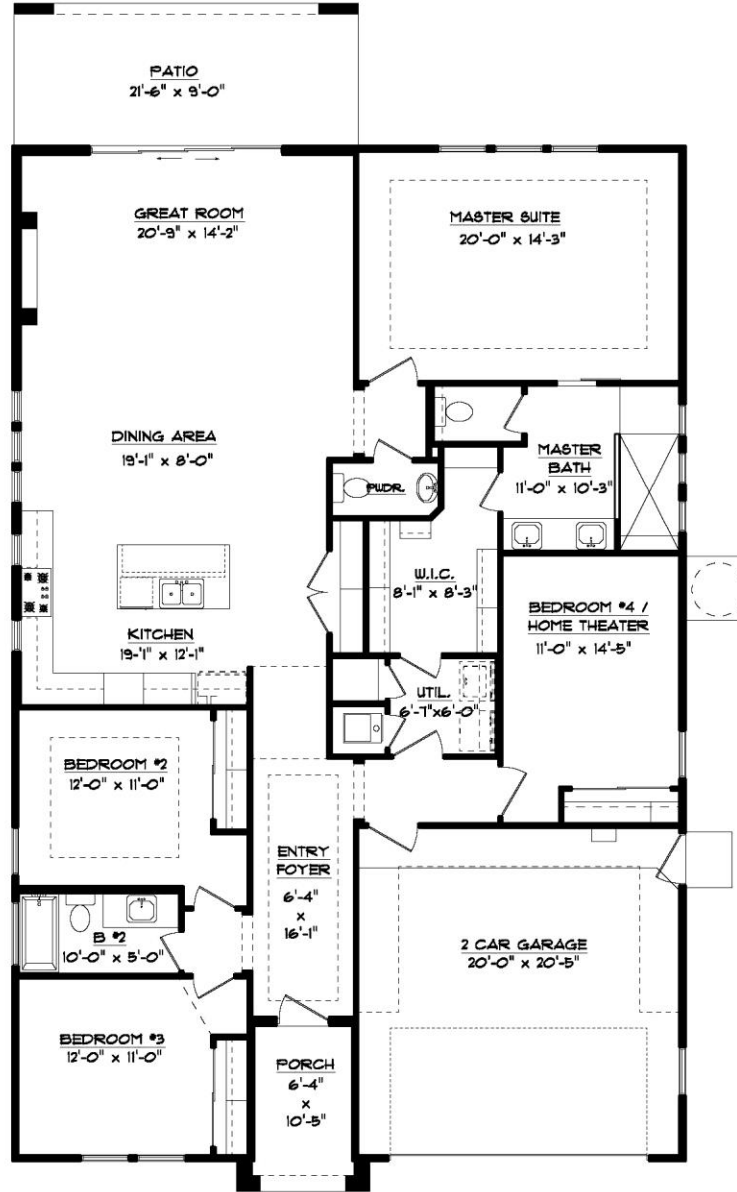 PATIO
21'-6" x 9'-0"
GREAT ROOM
20'-9" x 14'-2"
MASTER SUITE
20'-0" x 14'-3"
DINING AREA
19'-1" x 8'-0"
MASTER
BATH
11'-0" x 10'-3"
PWDR.
W.I.C.
8'-1" x 8'-3"
BEDROOM #4 /
HOME THEATER
11'-0" x 14'-5"
KITCHEN
19'-1" x 12'-1"
UTIL.
6'-7"x6'-0"
BEDROOM #2
12'-0" x 11'-0"
ENTRY
FOYER
6'-4"
x
16'-1"
B #2
10'-0" x 5'-0"
2 CAR GARAGE
20'-0" x 20'-5"
BEDROOM #3
12'-0" x 11'-0"
PORCH
6'-4"
x
10'-5"